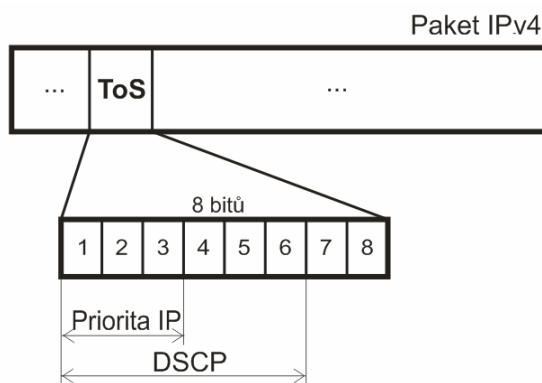 Paket IPv4
... ToS ...
8 bitů
1 2 3 4 5 6 7 8
Priorita IP
DSCP